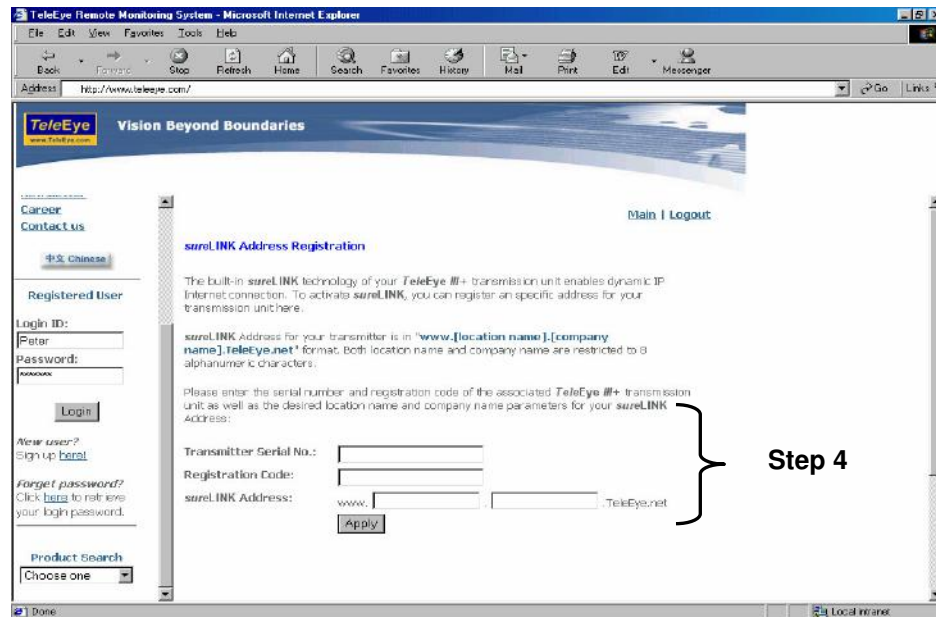 TeleEye Remote Monitoring System - Microsoft Internet Explorer
File Edit View Favorites Tools Help
Back Forward Stop Refresh Home Search Favorites History Mail Print Edit Messenger
Address http://www.teleeye.com/ Go Links
TeleEye
www.TeleEye.com
Vision Beyond Boundaries
Career
Contact us
中文 Chinese
Registered User
Login ID:
Peter
Password:
Login
New user?
Sign up here!
Forget password?
Click here to retrieve
your login password.
Product Search
Choose one
Main | Logout
sureLINK Address Registration
The built-in sureLINK technology of your TeleEye III+ transmission unit enables dynamic IP
Internet connection. To activate sureLINK, you can register an specific address for your
transmission unit here.
sureLINK Address for your transmitter is in "www.[location name].[company
name].TeleEye.net" format. Both location name and company name are restricted to 8
alphanumeric characters.
Please enter the serial number and registration code of the associated TeleEye III+ transmission
unit as well as the desired location name and company name parameters for your sureLINK
Address:
Transmitter Serial No.:
Registration Code:
sureLINK Address: www. . .TeleEye.net
Apply
Step 4
Done Local intranet